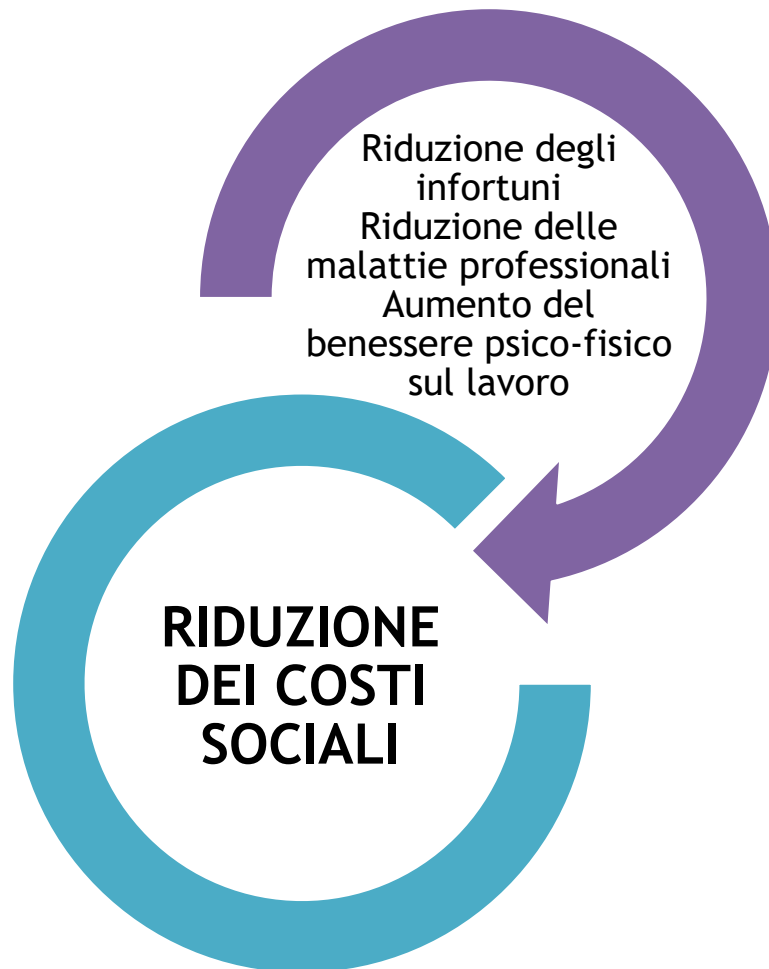 Riduzione degli
infortuni
Riduzione delle
malattie professionali
Aumento del
benessere psico-fisico
sul lavoro
RIDUZIONE
DEI COSTI
SOCIALI